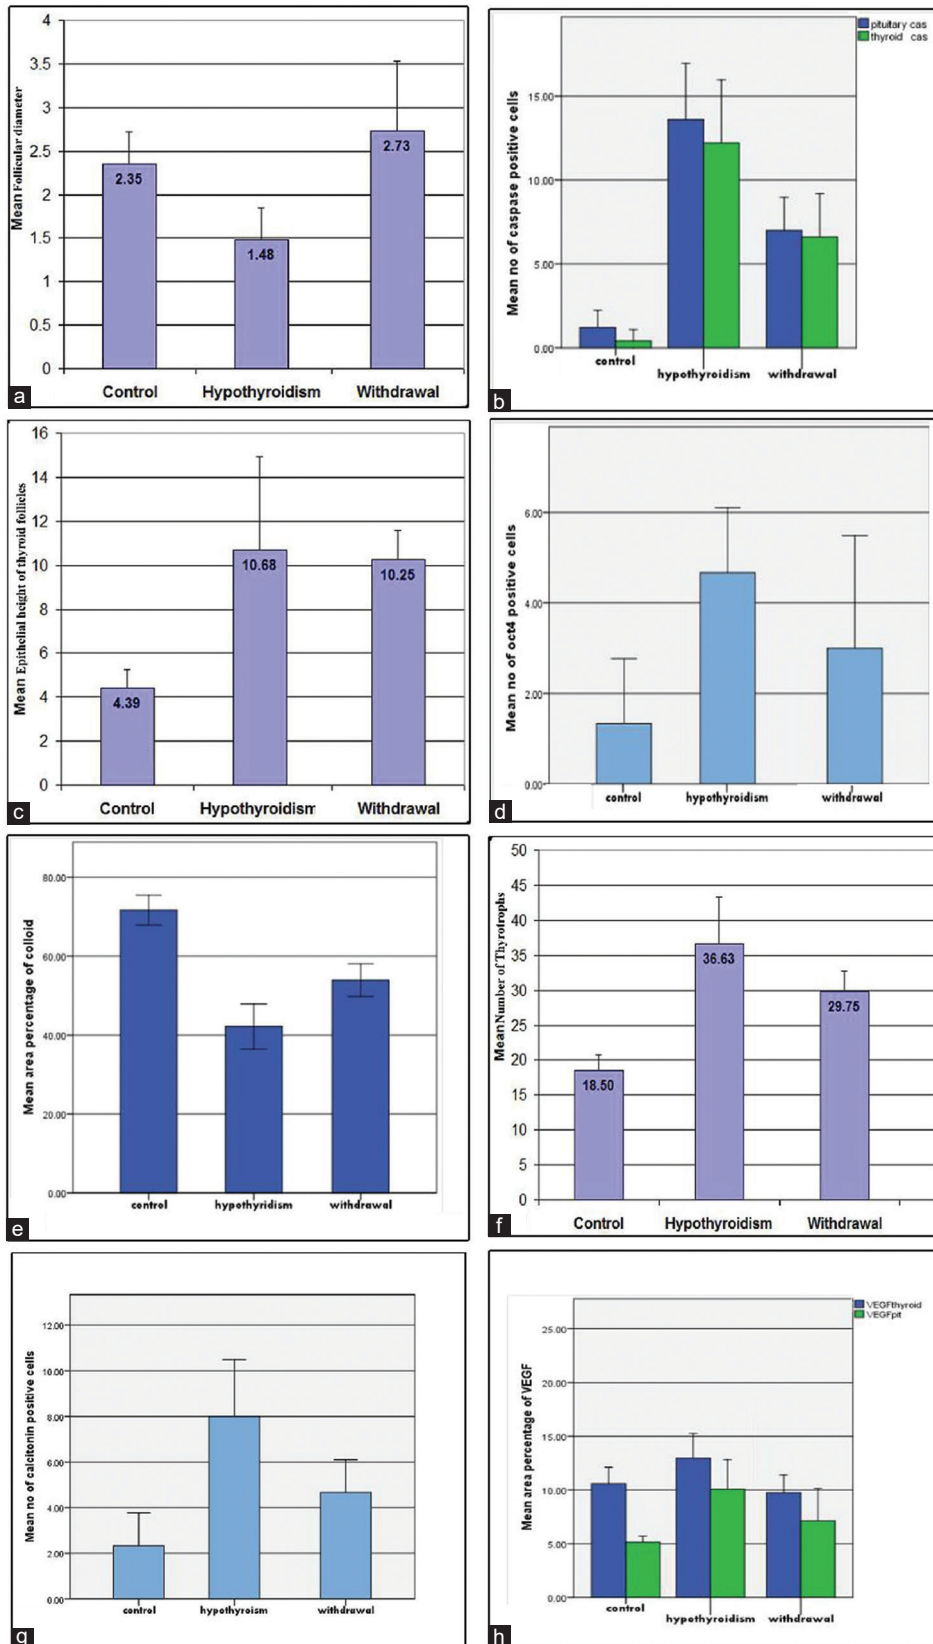 4
3.5
3
2.5
2
1.5
1
0.5
0
Mean Follicular diameter
2.35
1.48
2.73
Control Hypothyroidism Withdrawal
a
pituitary cas
thyroid cas
15.00
10.00
5.00
0.00
Mean no of caspase positive cells
control hypothyroidism withdrawal
b
16
14
12
10
8
6
4
2
0
Mean Epithelial height of thyroid follicles
4.39
10.68
10.25
Control Hypothyroidism Withdrawal
c
6.00
4.00
2.00
0.00
Mean no of oct4 positive cells
control hypothyroidism withdrawal
d
80.00
60.00
40.00
20.00
0.00
Mean area percentage of colloid
control hypothyridism withdrawal
e
50
45
40
35
30
25
20
15
10
5
0
Mean Number of Thyrotrophs
18.50
36.63
29.75
Control Hypothyroidism Withdrawal
f
12.00
10.00
8.00
6.00
4.00
2.00
0.00
Mean no of calcitonin positive cells
control hypothyroism withdrawal
g
VEGFthyroid
VEGFpit
25.00
20.00
15.00
10.00
5.00
0.00
Mean area percentage of VEGF
control hypothyroidism withdrawal
h